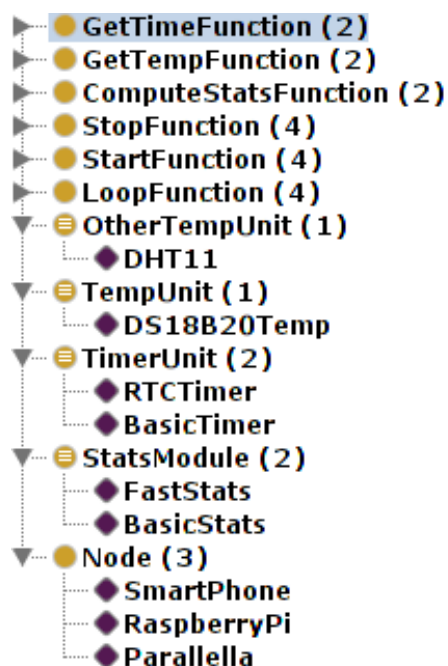 GetTimeFunction (2)
GetTempFunction (2)
ComputeStatsFunction (2)
StopFunction (4)
StartFunction (4)
LoopFunction (4)
OtherTempUnit (1)
DHT11
TempUnit (1)
DS18B20Temp
TimerUnit (2)
RTCTimer
BasicTimer
StatsModule (2)
FastStats
BasicStats
Node (3)
SmartPhone
RaspberryPi
Parallella